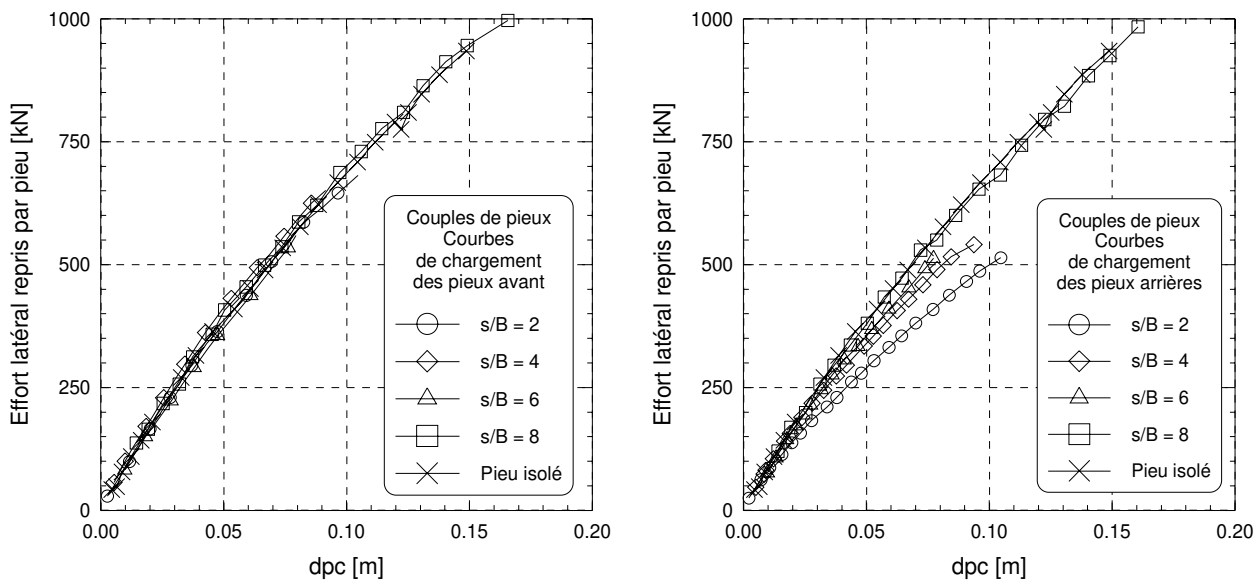 Effort latéral repris par pieu [kN]
1000
750
500
250
0
0.00
0.05
0.10
0.15
0.20
dpc [m]
Couples de pieux
Courbes
de chargement
des pieux avant
s/B = 2
s/B = 4
s/B = 6
s/B = 8
Pieu isolé
Effort latéral repris par pieu [kN]
1000
750
500
250
0
0.00
0.05
0.10
0.15
0.20
dpc [m]
Couples de pieux
Courbes
de chargement
des pieux arrières
s/B = 2
s/B = 4
s/B = 6
s/B = 8
Pieu isolé